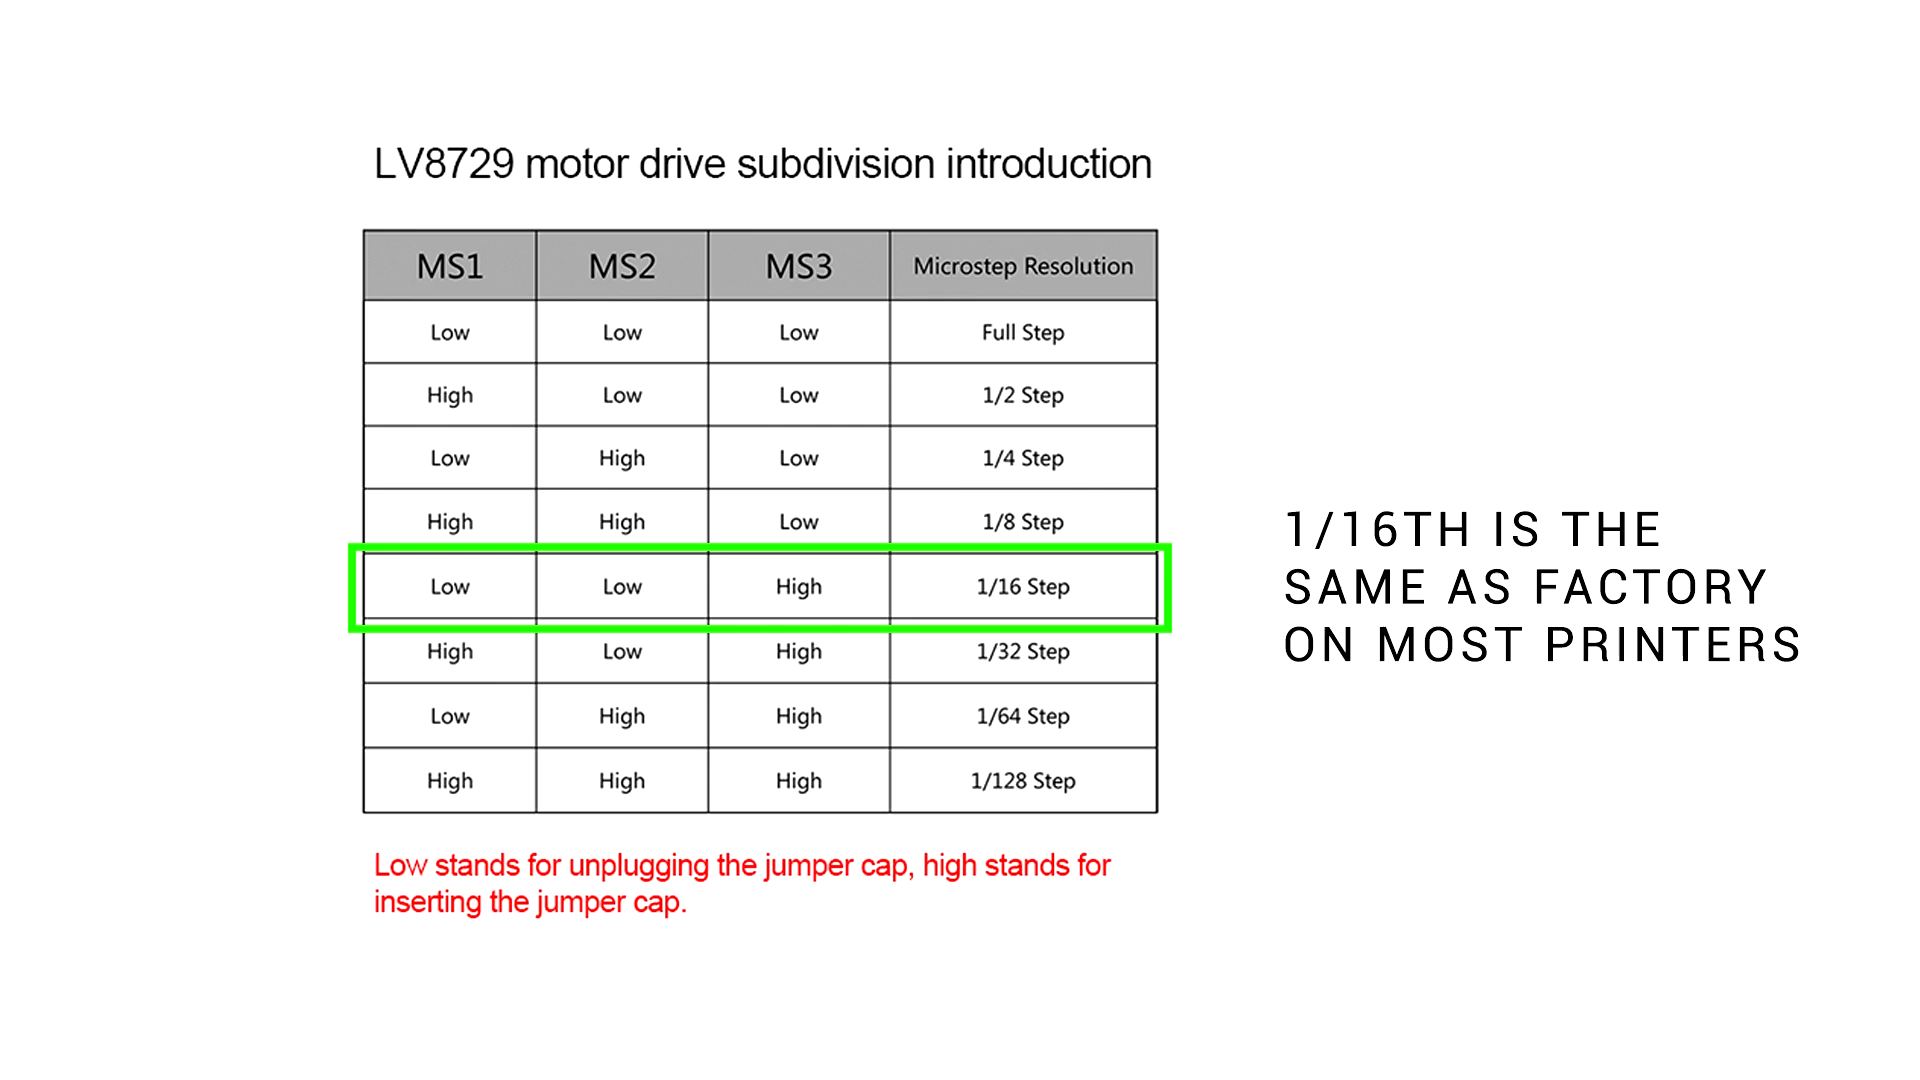 LV8729 motor drive subdivision introduction
MS1 MS2 MS3 Microstep Resolution
Low Low Low Full Step
High Low Low 1/2 Step
Low High Low 1/4 Step
High High Low 1/8 Step
Low Low High 1/16 Step
High Low High 1/32 Step
Low High High 1/64 Step
High High High 1/128 Step
Low stands for unplugging the jumper cap, high stands for
inserting the jumper cap.
1/16TH IS THE
SAME AS FACTORY
ON MOST PRINTERS